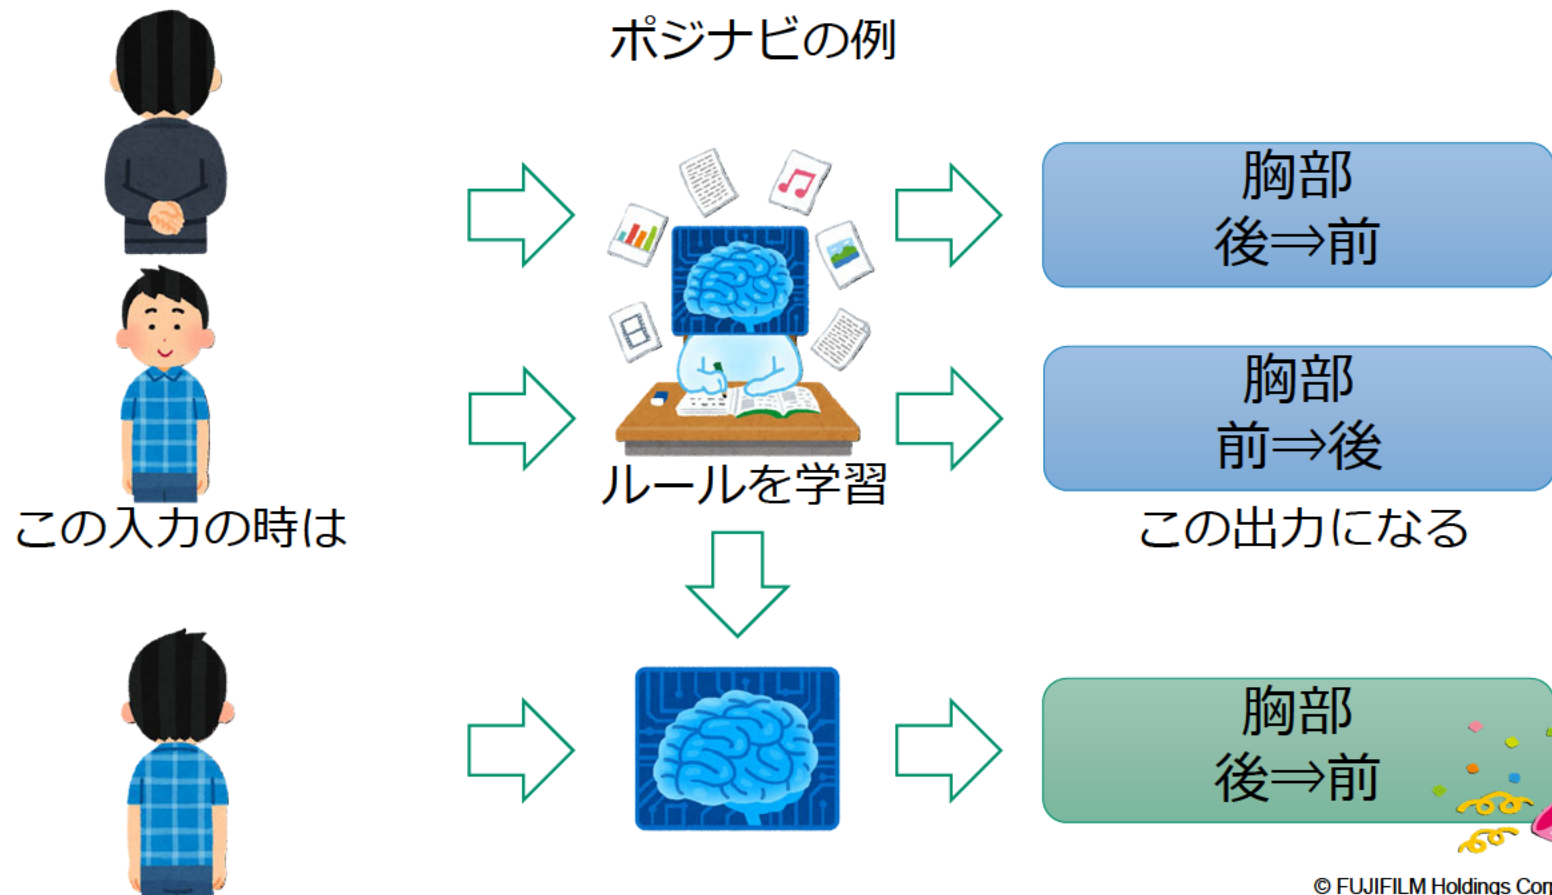 ポジナビの例
胸部
後⇒前
胸部
前⇒後
ルールを学習
この入力の時は
この出力になる
胸部
後⇒前
© FUJIFILM Holdings